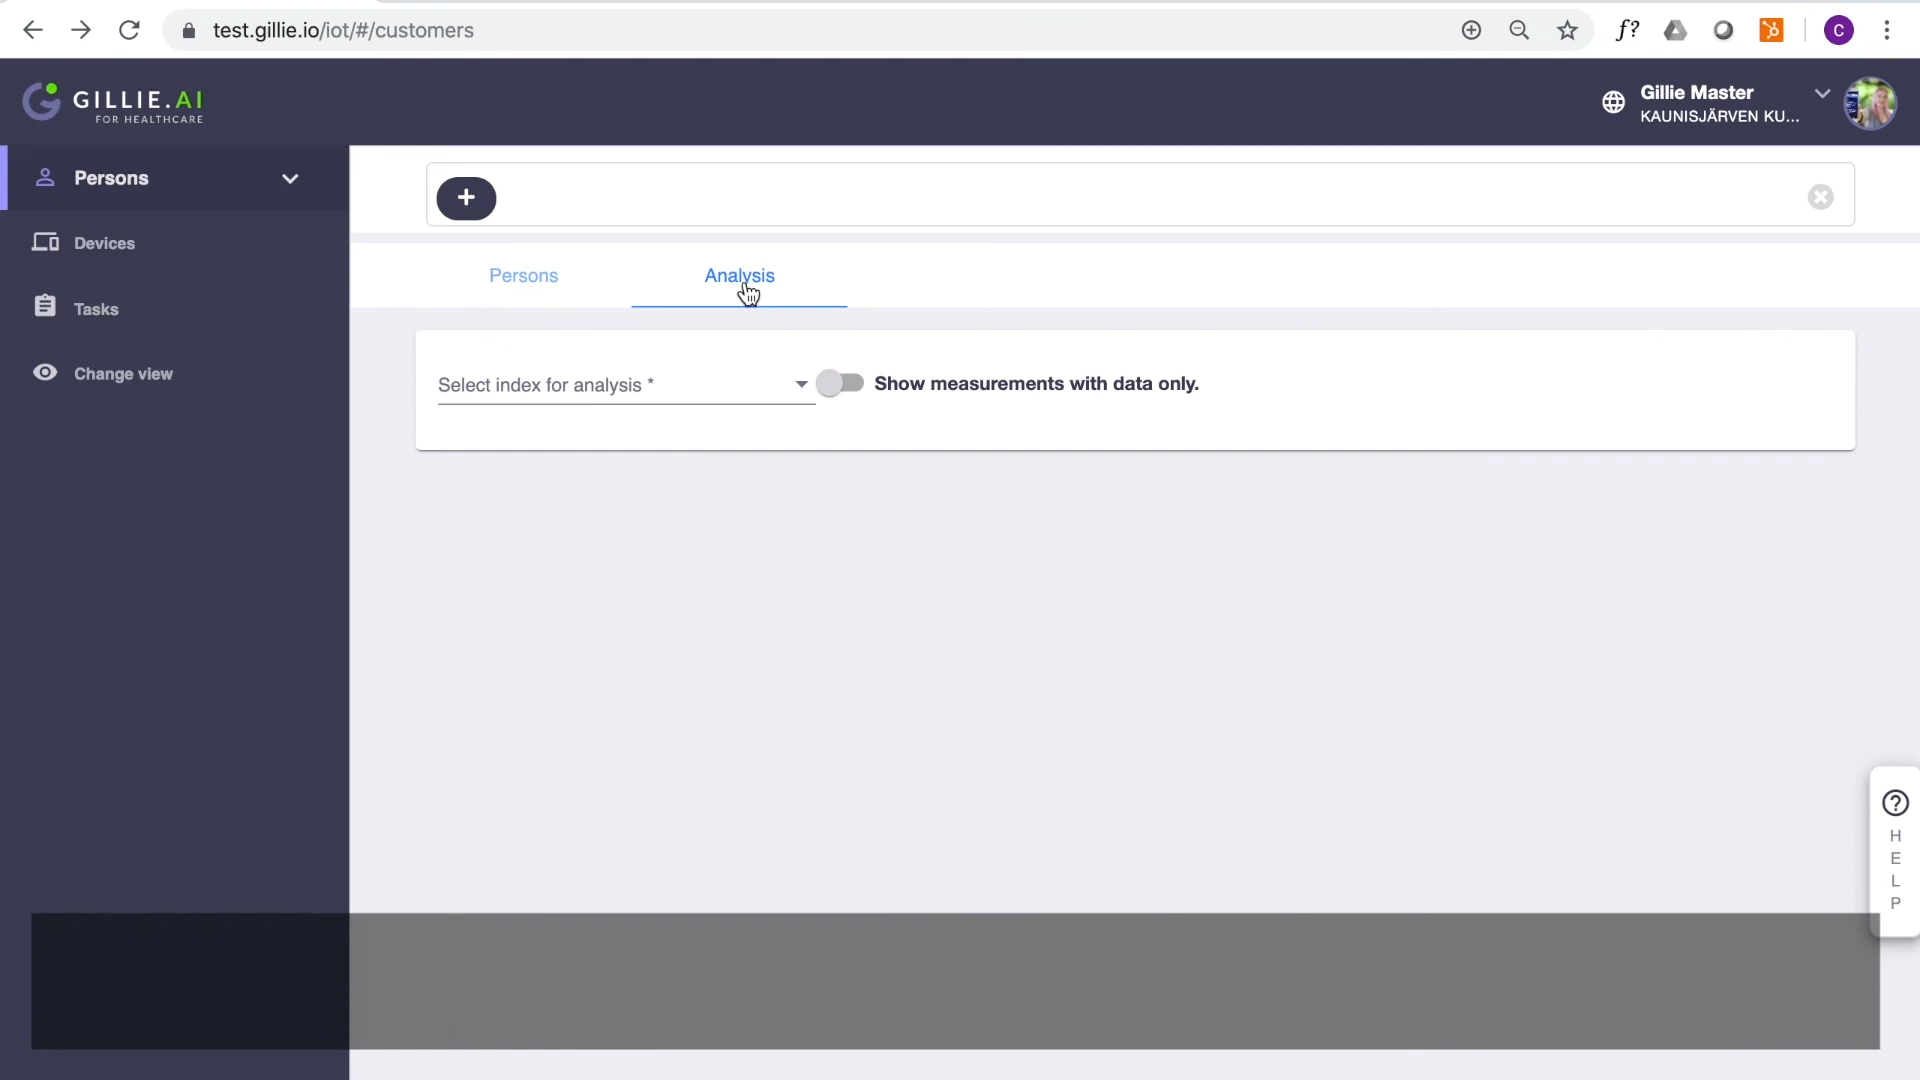 test.gillie.io/iot/#/customers
f?
C
GILLIE.AI
FOR HEALTHCARE
Gillie Master
KAUNISJÄRVEN KU...
Persons
Devices
Tasks
Change view
+
Persons
Analysis
Select index for analysis *
Show measurements with data only.
?
H
E
L
P